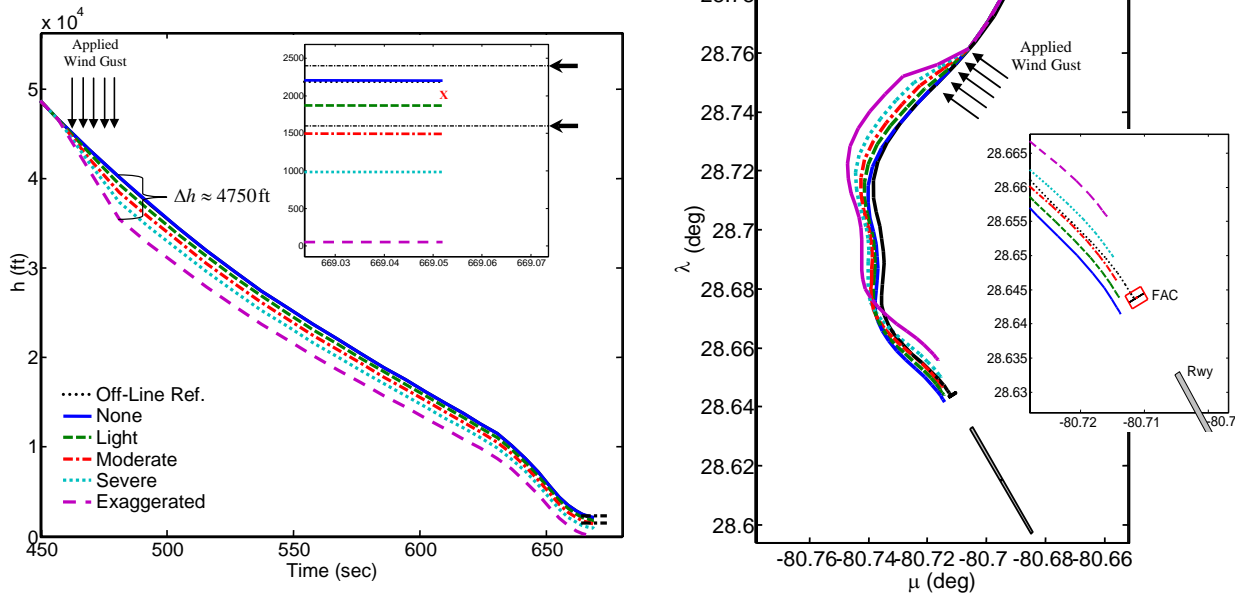 x 10^4
Applied
Wind Gust
5
4
3
2
1
0
h (ft)
Δh ≈ 4750 ft
2500
2000
1500
1000
500
0
X
669.03 669.04 669.05 669.06 669.07
Off-Line Ref.
None
Light
Moderate
Severe
Exaggerated
450 500 550 600 650
Time (sec)
28.76
28.74
28.72
28.7
28.68
28.66
28.64
28.62
28.6
λ (deg)
Applied
Wind Gust
28.665
28.66
28.655
28.65
28.645
28.64
28.635
28.63
FAC
Rwy
-80.72 -80.71 -80.7
-80.76 -80.74 -80.72 -80.7 -80.68 -80.66
μ (deg)